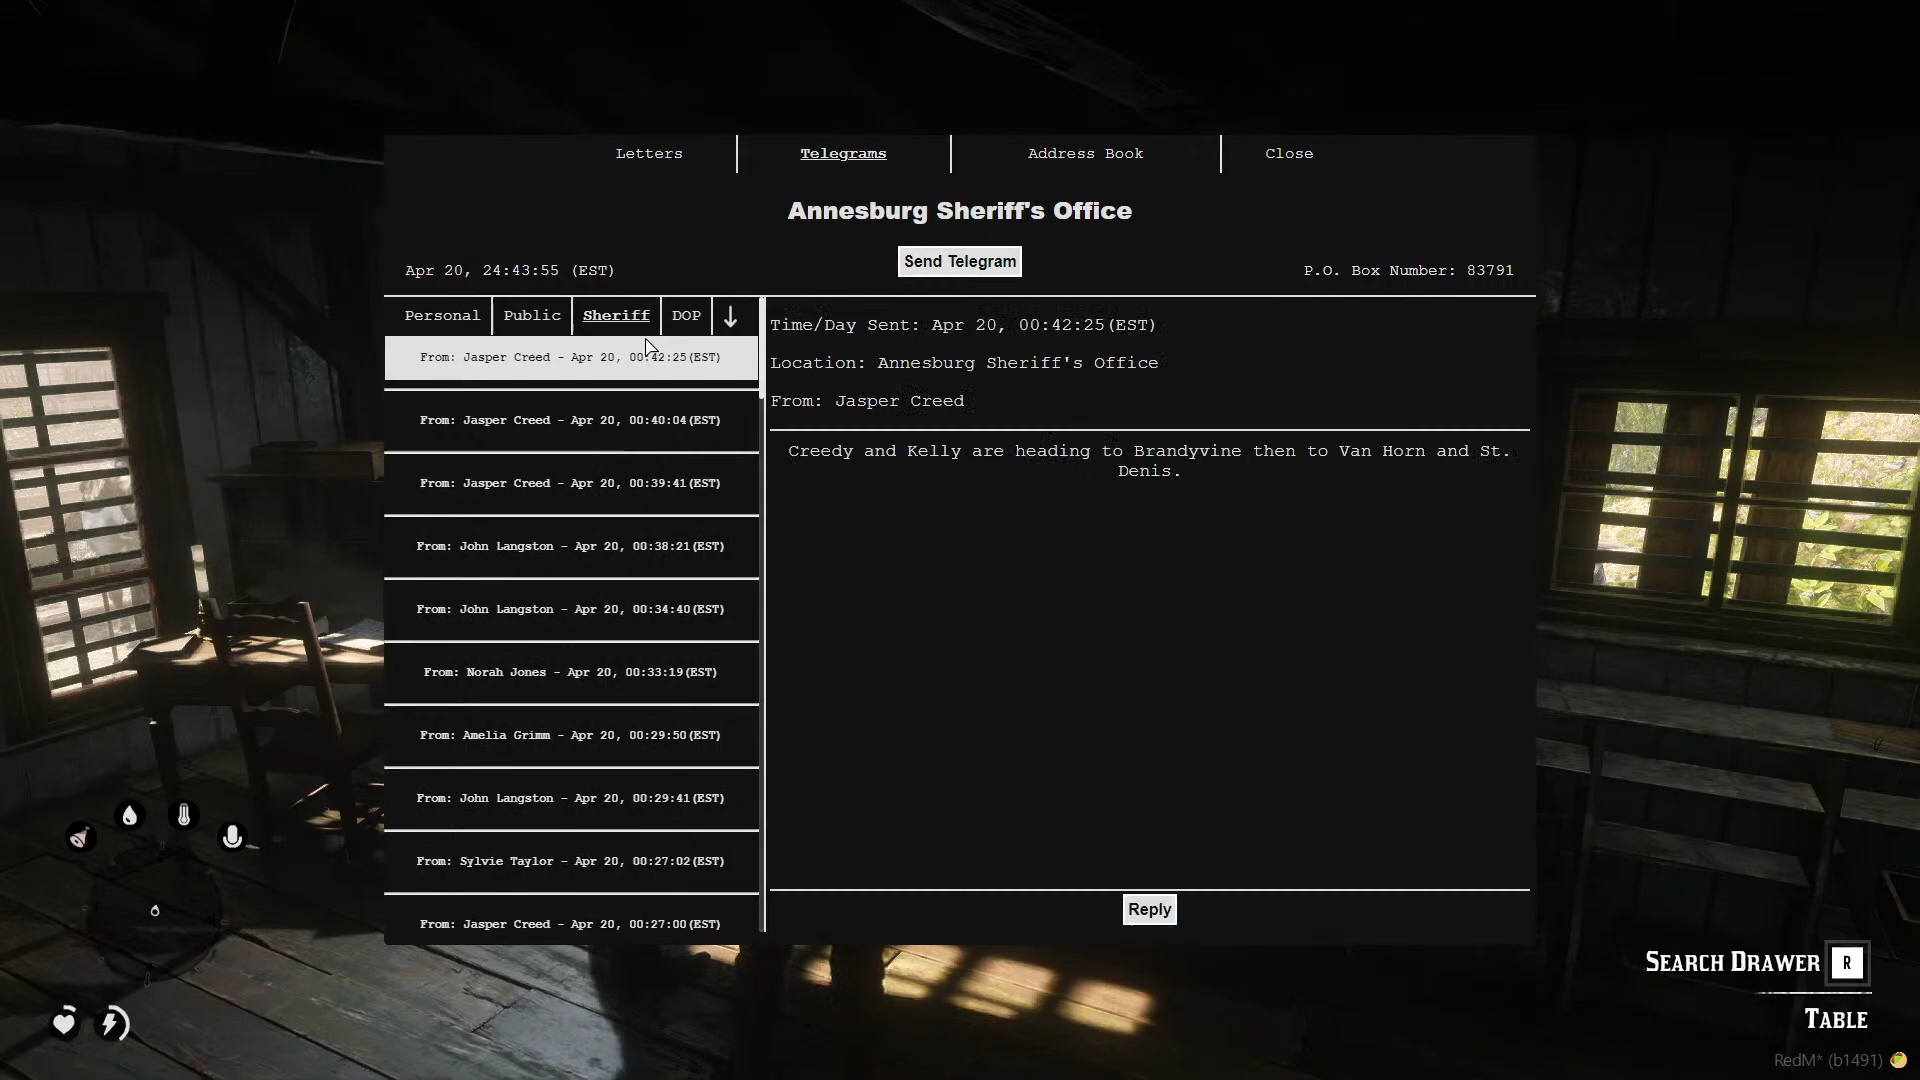 Letters
Telegrams
Address Book
Close
Annesburg Sheriff's Office
Send Telegram
Apr 20, 24:43:55 (EST)
P.O. Box Number: 83791
Personal
Public
Sheriff
DOP
↓
From: Jasper Creed - Apr 20, 00:42:25(EST)
From: Jasper Creed - Apr 20, 00:40:04(EST)
From: Jasper Creed - Apr 20, 00:39:41(EST)
From: John Langston - Apr 20, 00:38:21(EST)
From: John Langston - Apr 20, 00:34:40(EST)
From: Norah Jones - Apr 20, 00:33:19(EST)
From: Amelia Grimm - Apr 20, 00:29:50(EST)
From: John Langston - Apr 20, 00:29:41(EST)
From: Sylvie Taylor - Apr 20, 00:27:02(EST)
From: Jasper Creed - Apr 20, 00:27:00(EST)
Time/Day Sent: Apr 20, 00:42:25(EST)
Location: Annesburg Sheriff's Office
From: Jasper Creed
Creedy and Kelly are heading to Brandyvine then to Van Horn and St.
Denis.
Reply
SEARCH DRAWER R
TABLE
RedM* (b1491)